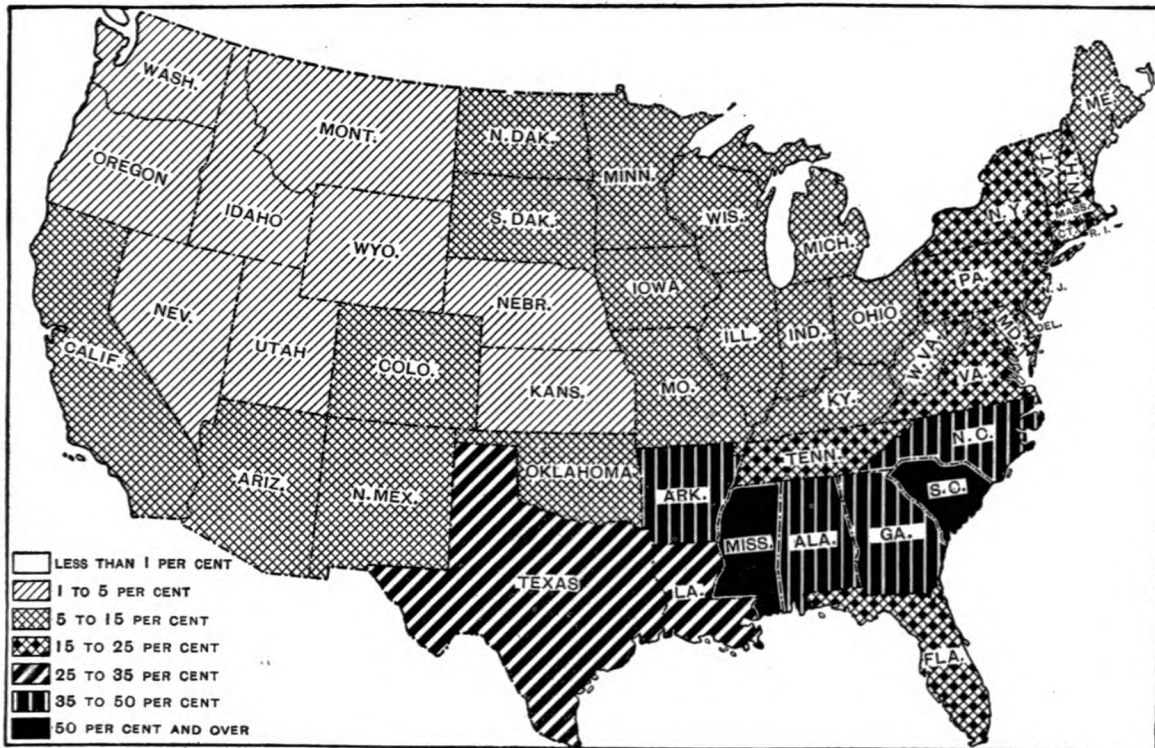 WASH.
MONT.
OREGON
IDAHO
WYO.
NEV.
UTAH
CALIF.
COLO.
ARIZ.
N.MEX.
N.DAK.
S.DAK.
NEBR.
KANS.
OKLAHOMA
TEXAS
MINN.
WIS.
IOWA
MO.
ILL.
IND.
MICH.
OHIO
KY.
TENN.
ARK.
LA.
MISS.
ALA.
GA.
FLA.
S.C.
N.C.
VA.
W.VA.
MD.
DEL.
PA.
N.Y.
J.
CT.
R.I.
MASS.
VT.
N.H.
ME
LESS THAN 1 PER CENT
1 TO 5 PER CENT
5 TO 15 PER CENT
15 TO 25 PER CENT
25 TO 35 PER CENT
35 TO 50 PER CENT
50 PER CENT AND OVER